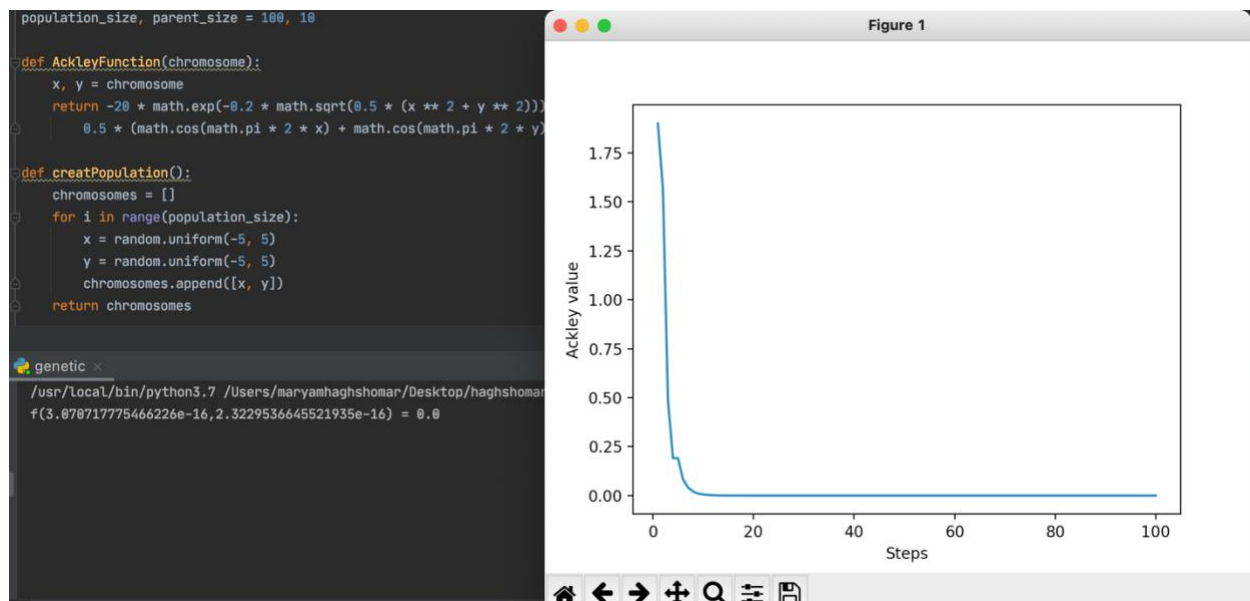 population_size, parent_size = 100, 10
def AckleyFunction(chromosome):
x, y = chromosome
return -20 * math.exp(-0.2 * math.sqrt(0.5 * (x ** 2 + y ** 2)))
0.5 * (math.cos(math.pi * 2 * x) + math.cos(math.pi * 2 * y)
def creatPopulation():
chromosomes = []
for i in range(population_size):
x = random.uniform(-5, 5)
y = random.uniform(-5, 5)
chromosomes.append([x, y])
return chromosomes
genetic
/usr/local/bin/python3.7 /Users/maryamhaghshomar/Desktop/haghshomar
f(3.070717775466226e-16,2.3229536645521935e-16) = 0.0
Figure 1
1.75
1.50
1.25
1.00
0.75
0.50
0.25
0.00
Ackley value
0 20 40 60 80 100
Steps